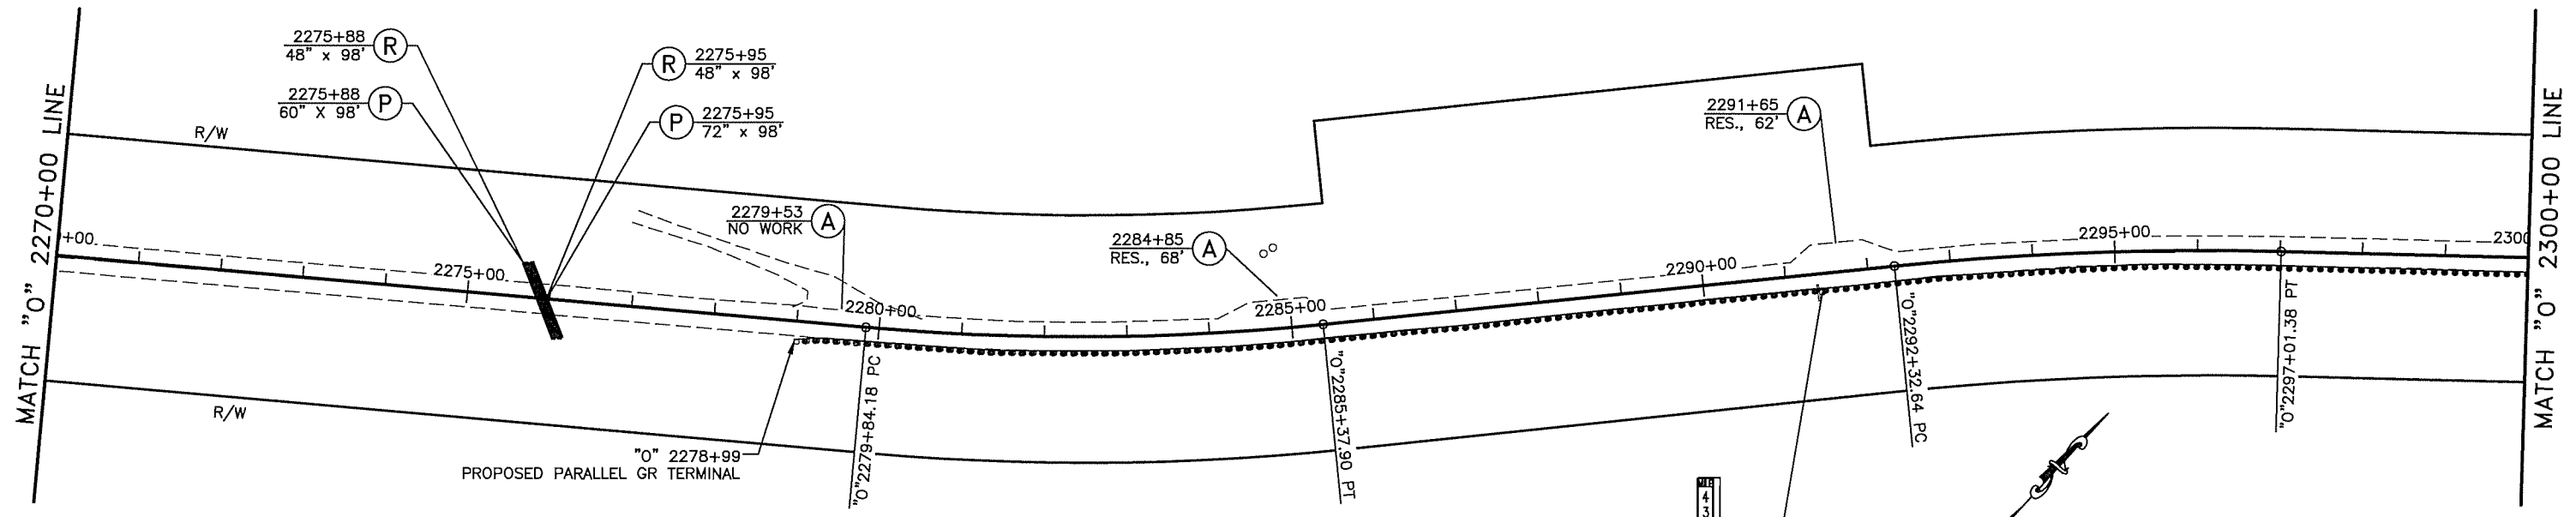 MATCH "O" 2270+00 LINE
2275+88
48" x 98'
R
2275+88
60" X 98'
P
R
2275+95
48" x 98'
P
2275+95
72" x 98'
R/W
2279+53
NO WORK
A
2284+85
RES., 68'
A
2291+65
RES., 62'
A
+00
2275+00
2280+00
2285+00
2290+00
2295+00
2300
R/W
"O" 2278+99
PROPOSED PARALLEL GR TERMINAL
"O"2279+84.18 PC
"O"2285+37.90 PT
"O"2292+32.64 PC
"O"2297+01.38 PT
4
3
MATCH "O" 2300+00 LINE